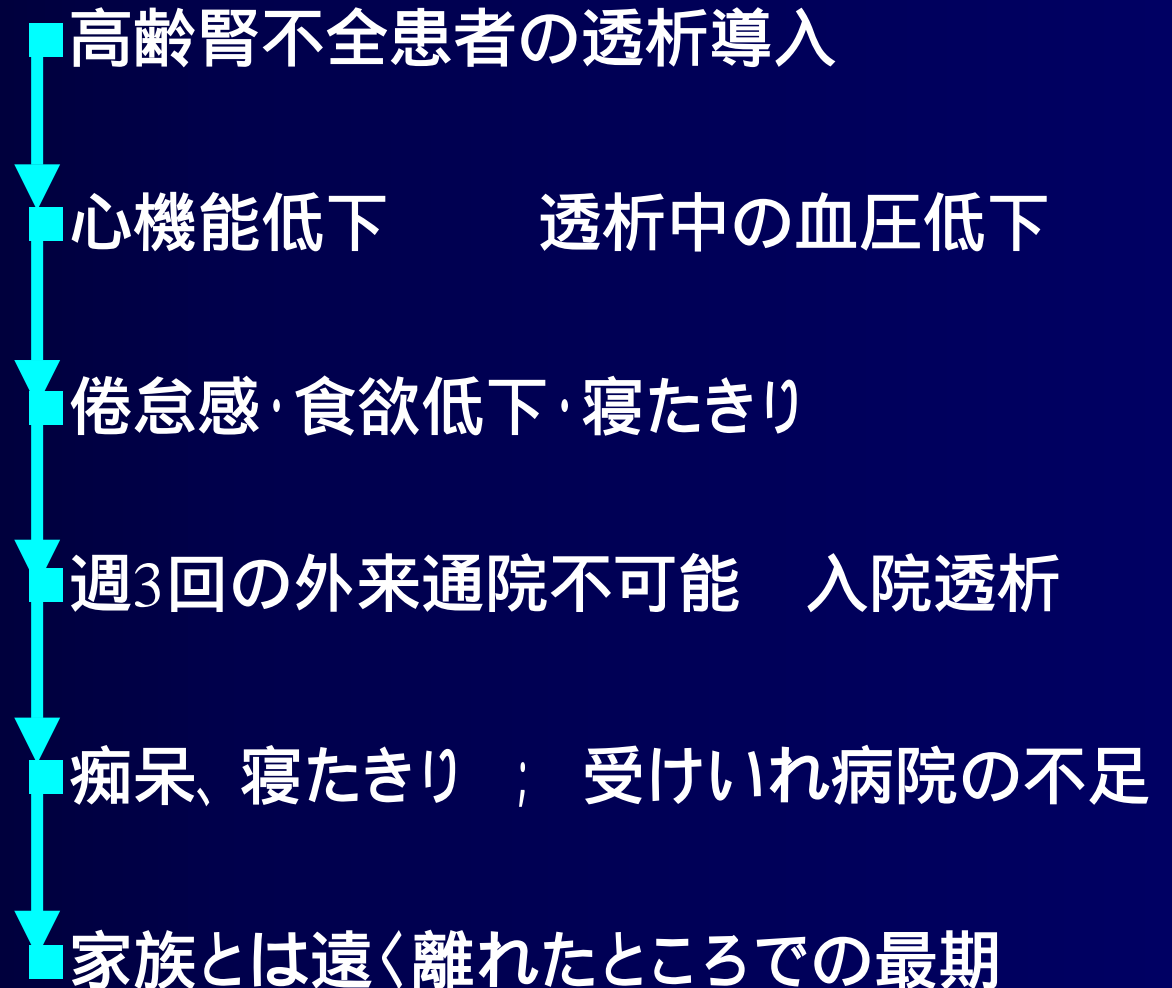 高齢腎不全患者の透析導入
心機能低下　　透析中の血圧低下
倦怠感・食欲低下・寝たきり
週3回の外来通院不可能　入院透析
痴呆、寝たきり　;　受けいれ病院の不足
家族とは遠く離れたところでの最期